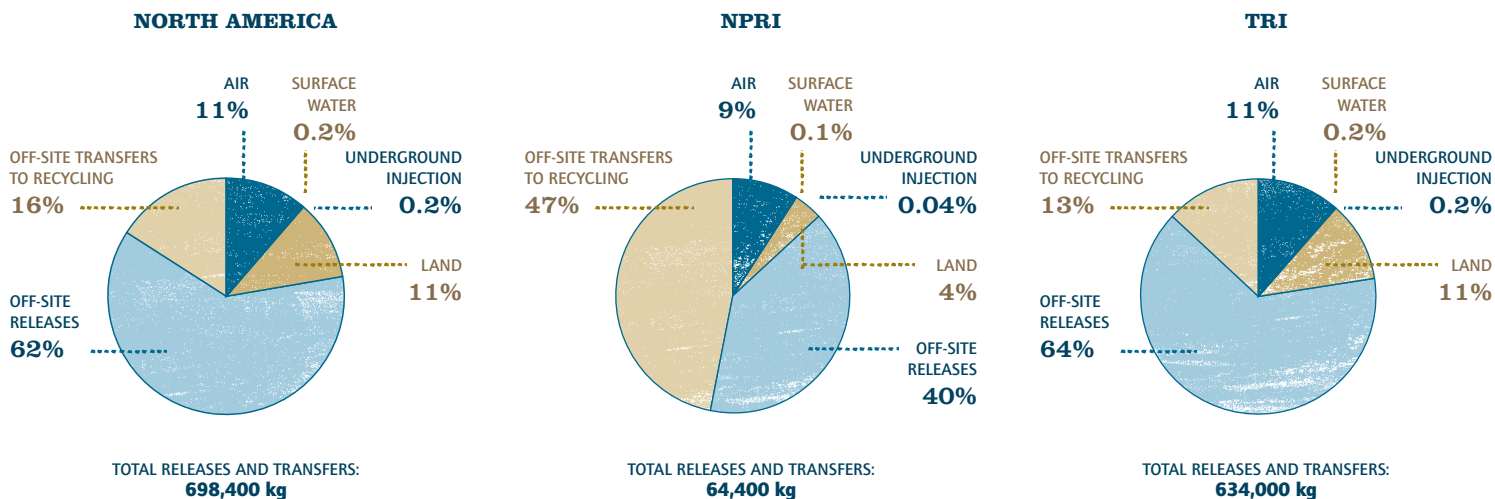 NORTH AMERICA
AIR
11%
SURFACE
WATER
0.2%
OFF-SITE TRANSFERS
TO RECYCLING
16%
UNDERGROUND
INJECTION
0.2%
LAND
11%
OFF-SITE
RELEASES
62%
TOTAL RELEASES AND TRANSFERS:
698,400 kg
NPRI
AIR
9%
SURFACE
WATER
0.1%
OFF-SITE TRANSFERS
TO RECYCLING
47%
UNDERGROUND
INJECTION
0.04%
LAND
4%
OFF-SITE
RELEASES
40%
TOTAL RELEASES AND TRANSFERS:
64,400 kg
TRI
AIR
11%
SURFACE
WATER
0.2%
OFF-SITE TRANSFERS
TO RECYCLING
13%
UNDERGROUND
INJECTION
0.2%
LAND
11%
OFF-SITE
RELEASES
64%
TOTAL RELEASES AND TRANSFERS:
634,000 kg